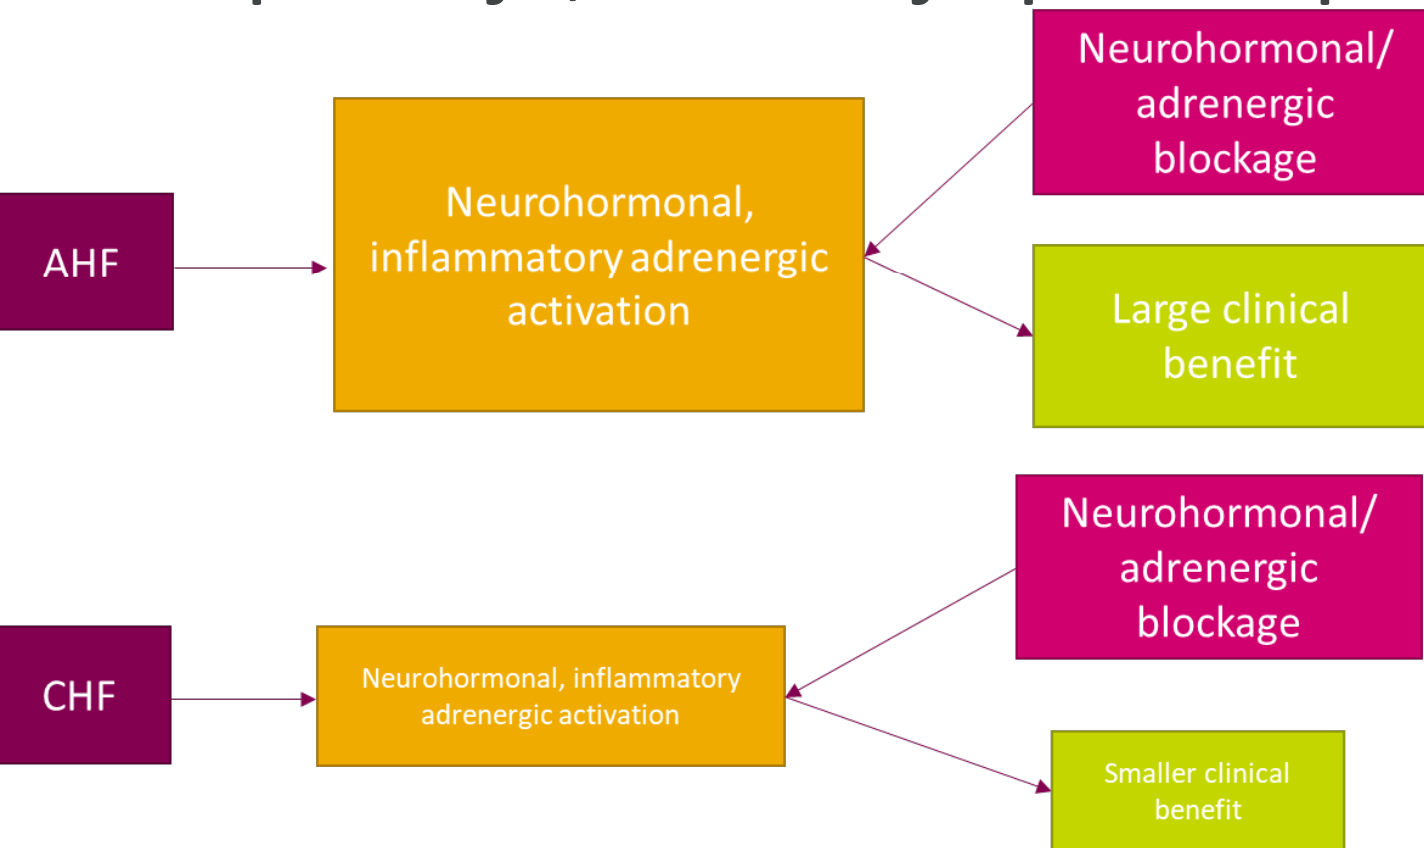 AHF
Neurohormonal,
inflammatory adrenergic
activation
Neurohormonal/
adrenergic
blockage
Large clinical
benefit
CHF
Neurohormonal, inflammatory
adrenergic activation
Neurohormonal/
adrenergic
blockage
Smaller clinical
benefit